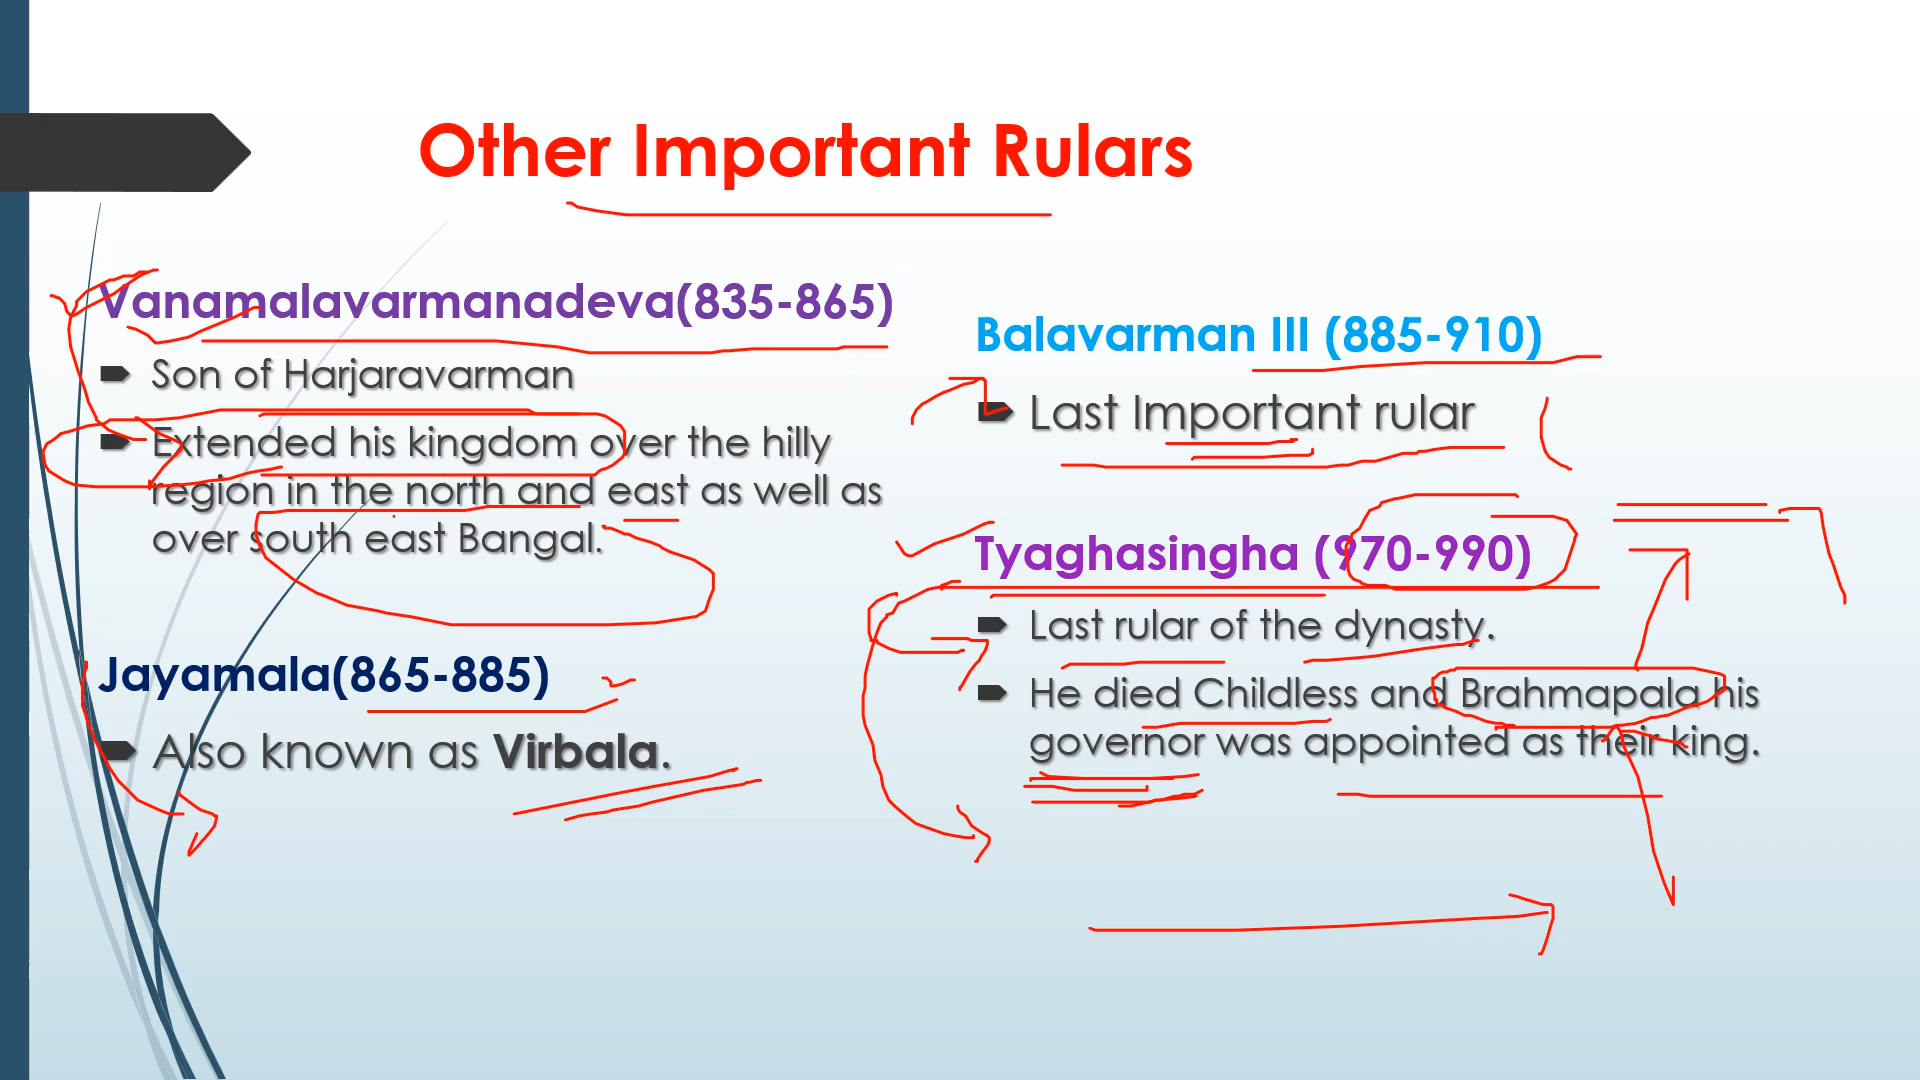 Other Important Rulars
Vanamalavarmanadeva(835-865)
Son of Harjaravarman
Extended his kingdom over the hilly
region in the north and east as well as
over south east Bangal.
Jayamala(865-885)
Also known as Virbala.
Balavarman III (885-910)
Last Important rular
Tyaghasingha (970-990)
Last rular of the dynasty.
He died Childless and Brahmapala his
governor was appointed as their king.